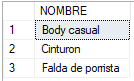 NOMBRE
1 Body casual
2 Cinturon
3 Falda de porrista